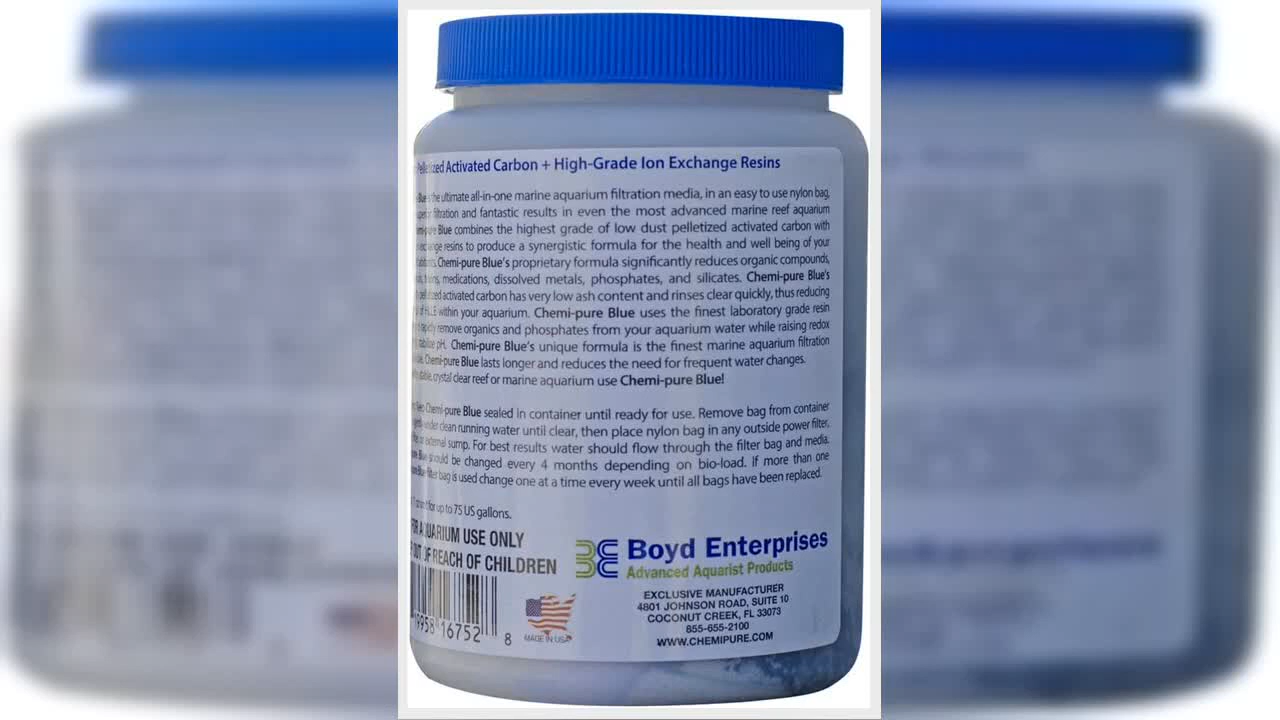 Activated Carbon + High-Grade Ion Exchange Resins
the ultimate all-in-one marine aquarium filtration media, in an easy to use nylon bag,
filtration and fantastic results in even the most advanced marine reef aquarium
Blue combines the highest grade of low dust pelletized activated carbon with
resins to produce a synergistic formula for the health and well being of your
Chemi-pure Blue's proprietary formula significantly reduces organic compounds,
medications, dissolved metals, phosphates, and silicates. Chemi-pure Blue's
activated carbon has very low ash content and rinses clear quickly, thus reducing
within your aquarium. Chemi-pure Blue uses the finest laboratory grade resin
remove organics and phosphates from your aquarium water while raising redox
pH. Chemi-pure Blue's unique formula is the finest marine aquarium filtration
Chemi-pure Blue lasts longer and reduces the need for frequent water changes.
crystal clear reef or marine aquarium use Chemi-pure Blue!
Chemi-pure Blue sealed in container until ready for use. Remove bag from container
under clean running water until clear, then place nylon bag in any outside power filter,
or external sump. For best results water should flow through the filter bag and media.
should be changed every 4 months depending on bio-load. If more than one
bag is used change one at a time every week until all bags have been replaced.
for up to 75 US gallons.
AQUARIUM USE ONLY
OUT OF REACH OF CHILDREN
Boyd Enterprises
Advanced Aquarist Products
EXCLUSIVE MANUFACTURER
4801 JOHNSON ROAD, SUITE 10
COCONUT CREEK, FL 33073
855-655-2100
WWW.CHEMIPURE.COM
MADE IN USA
19958 16752 8